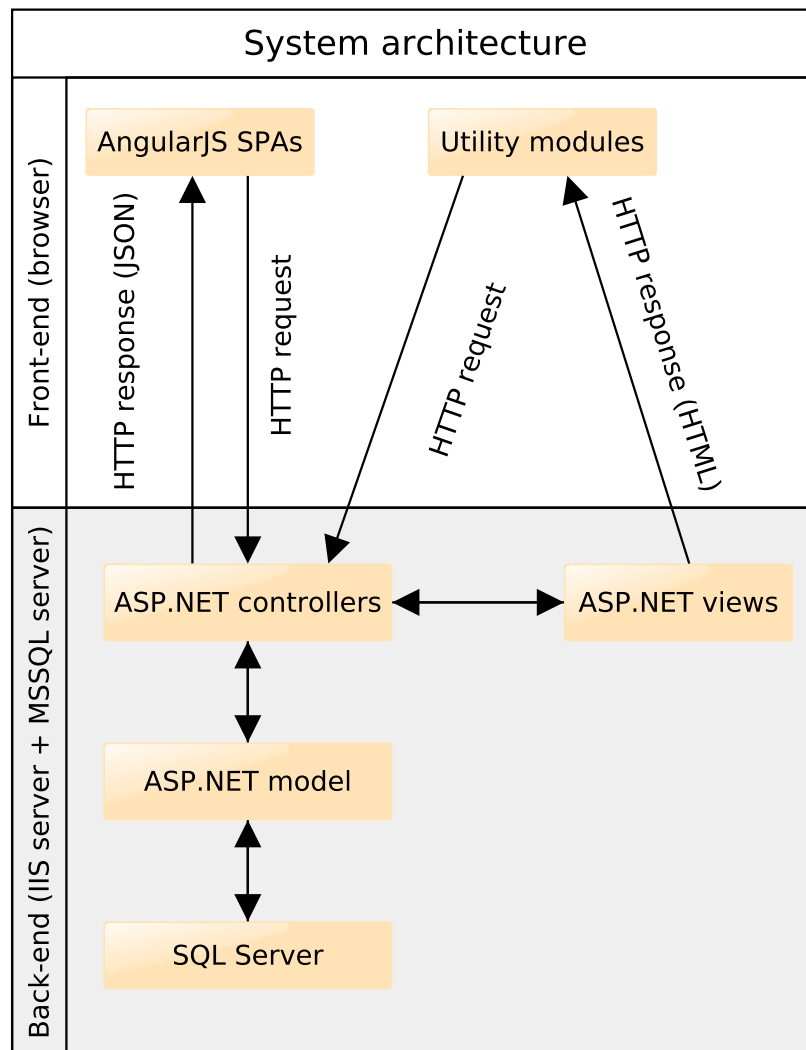 System architecture
Front-end (browser)
AngularJS SPAs
Utility modules
HTTP response (JSON)
HTTP request
HTTP request
HTTP response (HTML)
Back-end (IIS server + MSSQL server)
ASP.NET controllers
ASP.NET views
ASP.NET model
SQL Server